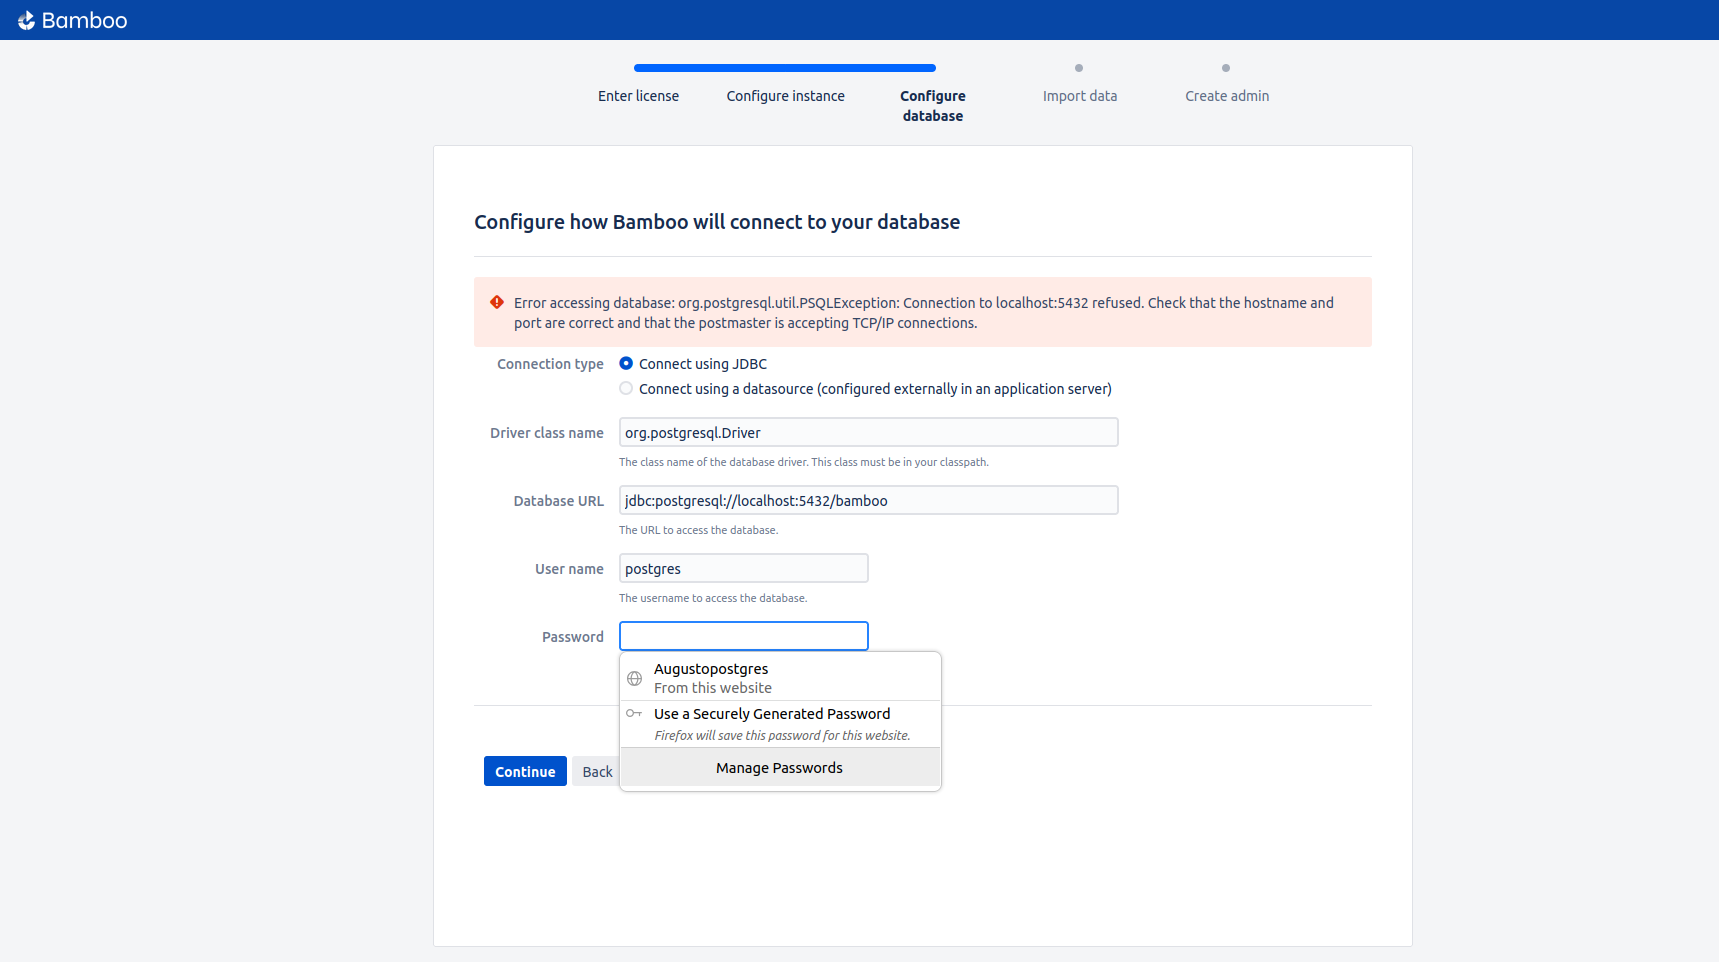 Bamboo
Enter license
Configure instance
Configure
database
Import data
Create admin
Configure how Bamboo will connect to your database
Error accessing database: org.postgresql.util.PSQLException: Connection to localhost:5432 refused. Check that the hostname and
port are correct and that the postmaster is accepting TCP/IP connections.
Connection type
Connect using JDBC
Connect using a datasource (configured externally in an application server)
Driver class name
org.postgresql.Driver
The class name of the database driver. This class must be in your classpath.
Database URL
jdbc:postgresql://localhost:5432/bamboo
The URL to access the database.
User name
postgres
The username to access the database.
Password
Augustopostgres
From this website
Use a Securely Generated Password
Firefox will save this password for this website.
Manage Passwords
Continue
Back